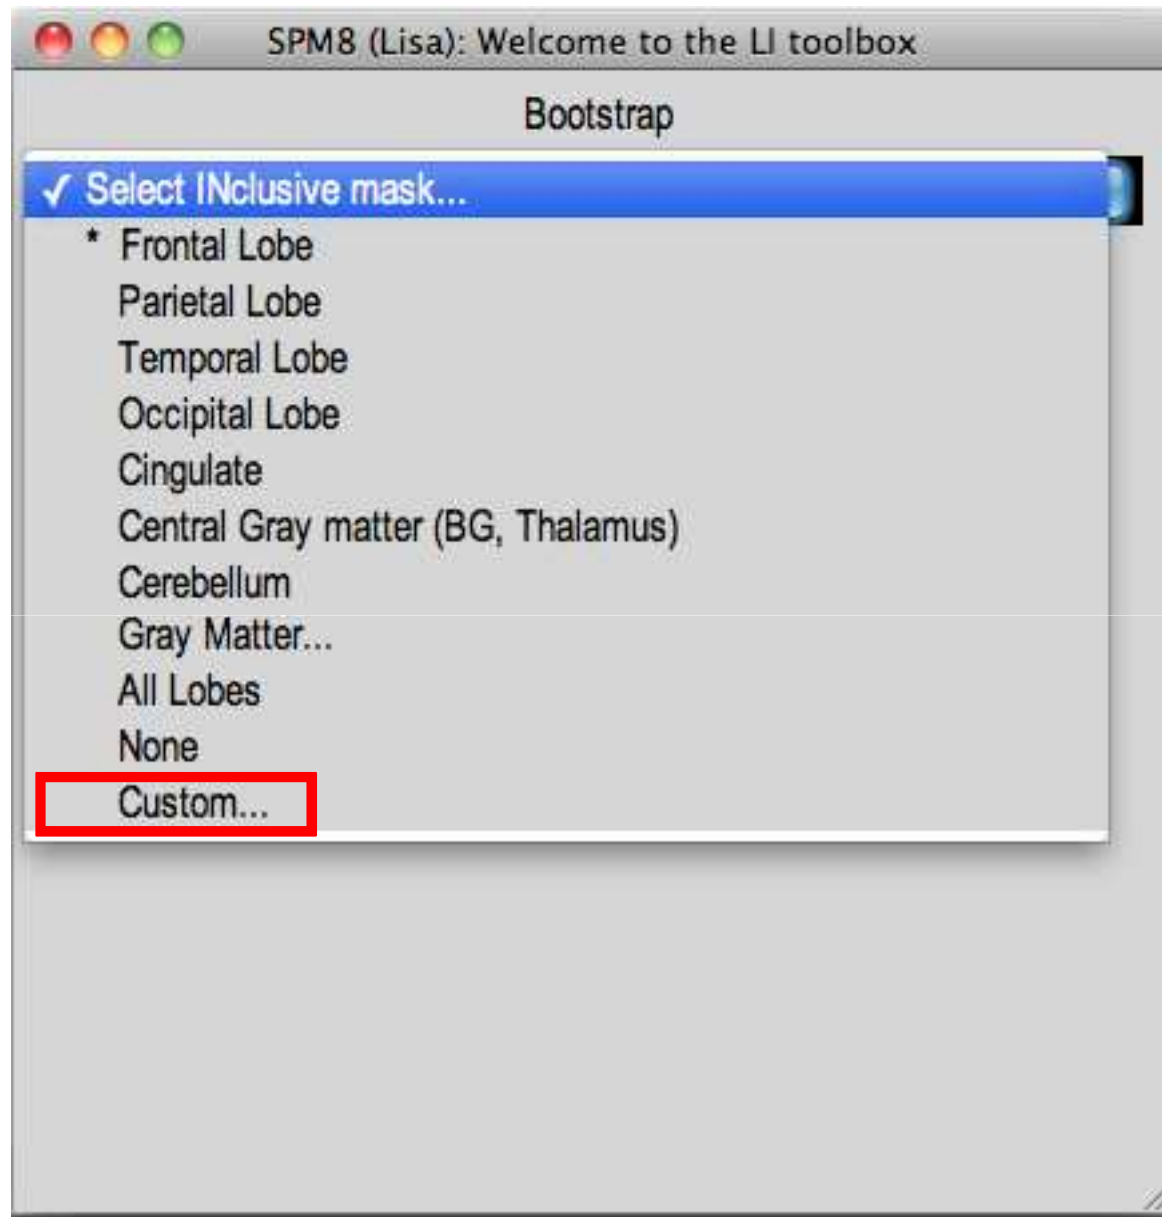 SPM8 (Lisa): Welcome to the LI toolbox
Bootstrap
✓ Select INclusive mask...
* Frontal Lobe
Parietal Lobe
Temporal Lobe
Occipital Lobe
Cingulate
Central Gray matter (BG, Thalamus)
Cerebellum
Gray Matter...
All Lobes
None
Custom...